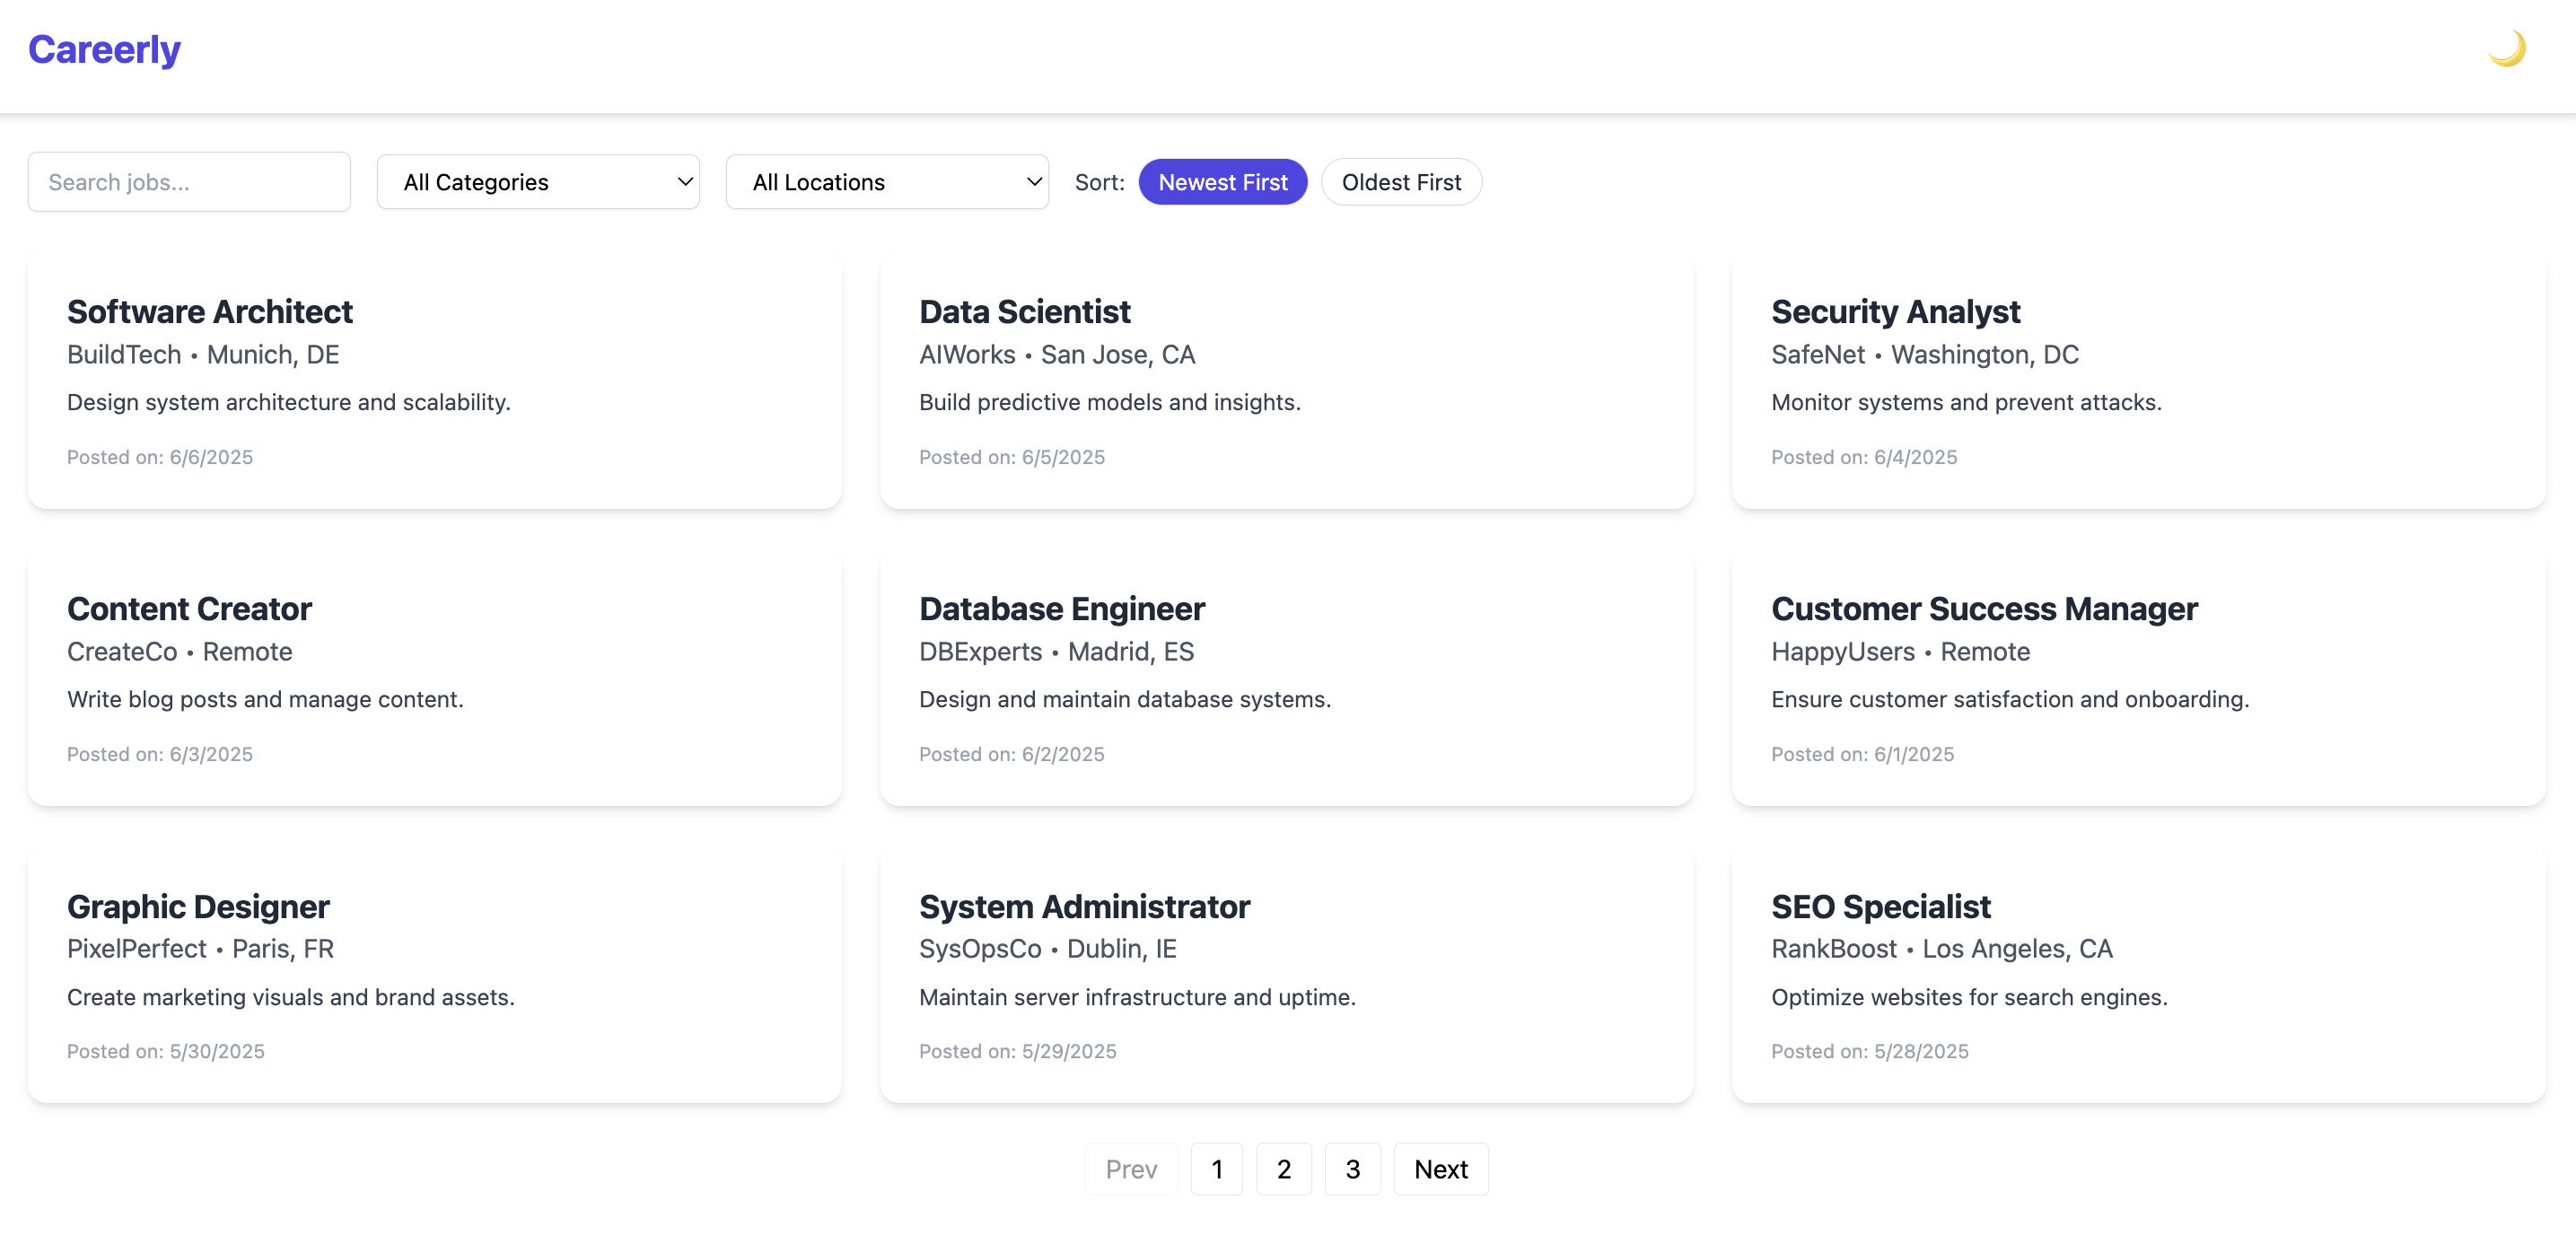 Careerly
Search jobs...
All Categories
All Locations
Sort:
Newest First
Oldest First
Software Architect
BuildTech • Munich, DE
Design system architecture and scalability.
Posted on: 6/6/2025
Data Scientist
AIWorks • San Jose, CA
Build predictive models and insights.
Posted on: 6/5/2025
Security Analyst
SafeNet • Washington, DC
Monitor systems and prevent attacks.
Posted on: 6/4/2025
Content Creator
CreateCo • Remote
Write blog posts and manage content.
Posted on: 6/3/2025
Database Engineer
DBExperts • Madrid, ES
Design and maintain database systems.
Posted on: 6/2/2025
Customer Success Manager
HappyUsers • Remote
Ensure customer satisfaction and onboarding.
Posted on: 6/1/2025
Graphic Designer
PixelPerfect • Paris, FR
Create marketing visuals and brand assets.
Posted on: 5/30/2025
System Administrator
SysOpsCo • Dublin, IE
Maintain server infrastructure and uptime.
Posted on: 5/29/2025
SEO Specialist
RankBoost • Los Angeles, CA
Optimize websites for search engines.
Posted on: 5/28/2025
Prev
1
2
3
Next